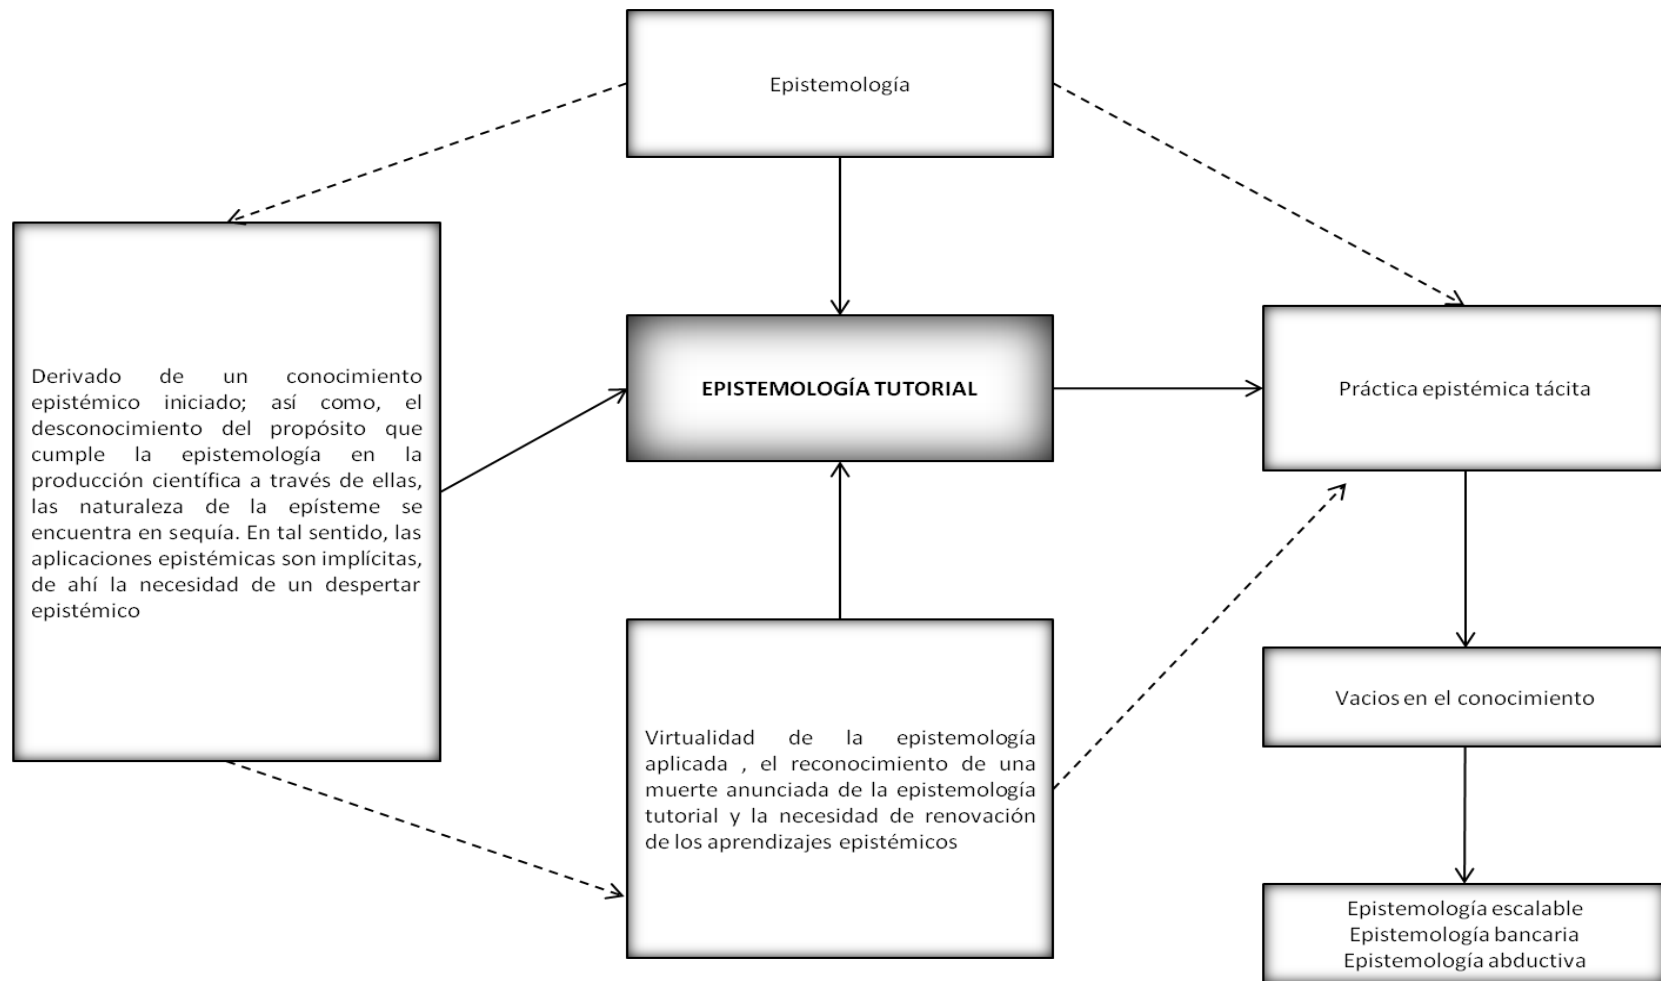 Epistemología
Derivado de un conocimiento
epistémico iniciado; así como, el
desconocimiento del propósito que
cumple la epistemología en la
producción científica a través de ellas,
las naturaleza de la epísteme se
encuentra en sequía. En tal sentido, las
aplicaciones epistémicas son implícitas,
de ahí la necesidad de un despertar
epistémico
EPISTEMOLOGÍA TUTORIAL
Práctica epistémica tácita
Virtualidad de la epistemología
aplicada , el reconocimiento de una
muerte anunciada de la epistemología
tutorial y la necesidad de renovación
de los aprendizajes epistémicos
Vacios en el conocimiento
Epistemología escalable
Epistemología bancaria
Epistemología abductiva